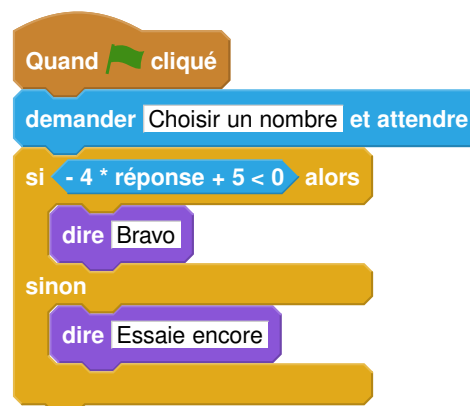 Quand cliqué
demander Choisir un nombre et attendre
si - 4 * réponse + 5 < 0 alors
dire Bravo
sinon
dire Essaie encore